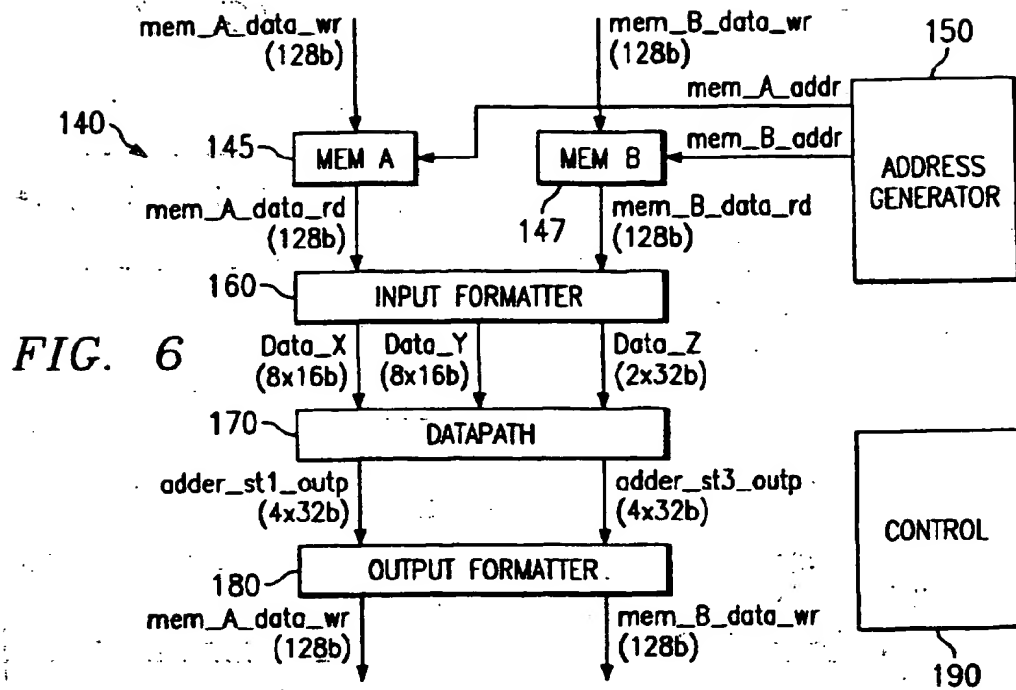 mem_A_data_wr
(128b)
mem_B_data_wr
(128b)
150
mem_A_addr
140
145
MEM A
MEM B
mem_B_addr
ADDRESS
GENERATOR
mem_A_data_rd
(128b)
147
mem_B_data_rd
(128b)
160
INPUT FORMATTER
FIG. 6
Data_X
(8x16b)
Data_Y
(8x16b)
Data_Z
(2x32b)
170
DATAPATH
adder_st1_outp
(4x32b)
adder_st3_outp
(4x32b)
CONTROL
180
OUTPUT FORMATTER
mem_A_data_wr
(128b)
mem_B_data_wr
(128b)
190